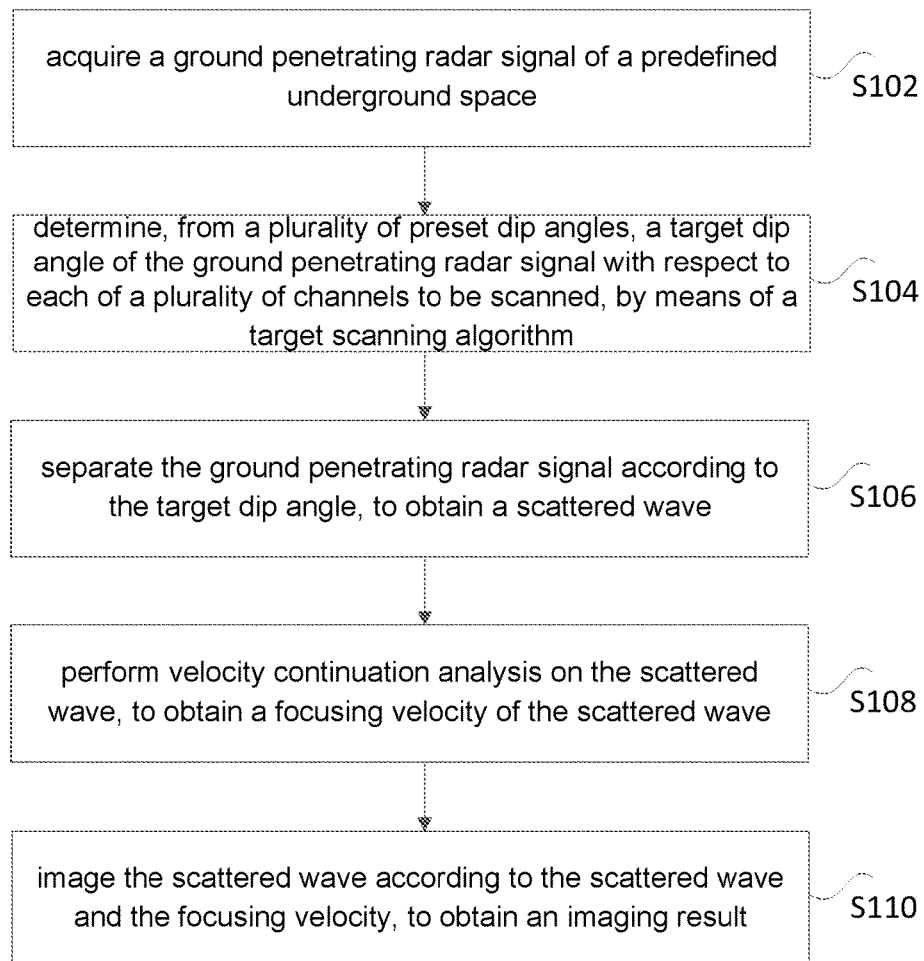 acquire a ground penetrating radar signal of a predefined
underground space
S102
determine, from a plurality of preset dip angles, a target dip
angle of the ground penetrating radar signal with respect to
each of a plurality of channels to be scanned, by means of a
target scanning algorithm
S104
separate the ground penetrating radar signal according to
the target dip angle, to obtain a scattered wave
S106
perform velocity continuation analysis on the scattered
wave, to obtain a focusing velocity of the scattered wave
S108
image the scattered wave according to the scattered wave
and the focusing velocity, to obtain an imaging result
S110